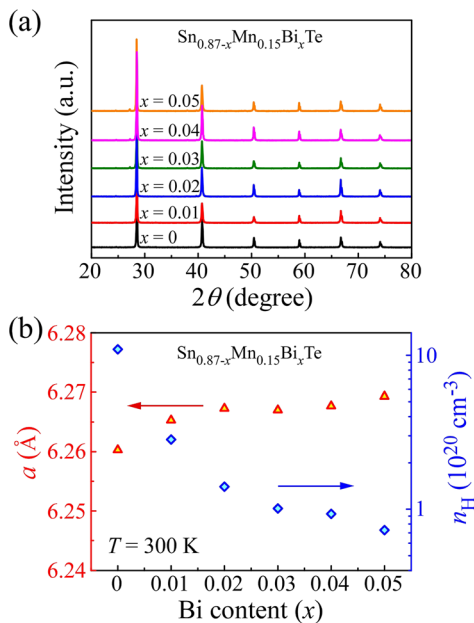 (a)
Sn0.87-xMn0.15BixTe
Intensity (a.u.)
x = 0.05
x = 0.04
x = 0.03
x = 0.02
x = 0.01
x = 0
20 30 40 50 60 70 80
2θ (degree)
(b)
Sn0.87-xMn0.15BixTe
6.28
6.27
6.26
6.25
6.24
a (Å)
10
1
nH (10^20 cm-3)
T = 300 K
0 0.01 0.02 0.03 0.04 0.05
Bi content (x)